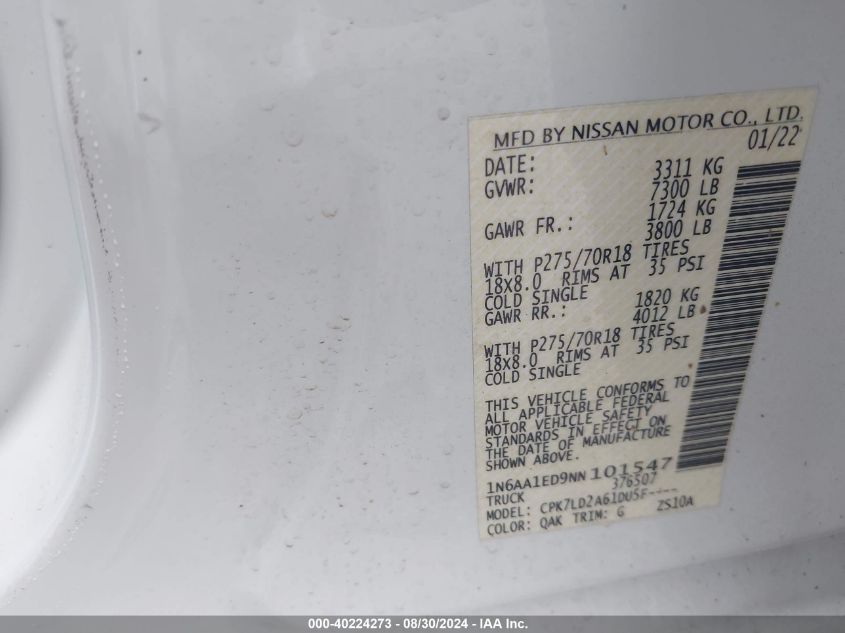 MFD BY NISSAN MOTOR CO., LTD.
DATE: 01/22
GVWR: 3311 KG
7300 LB
GAWR FR.: 1724 KG
3800 LB
WITH P275/70R18 TIRES
18X8.0 RIMS AT 35 PSI
COLD SINGLE
GAWR RR.: 1820 KG
4012 LB
WITH P275/70R18 TIRES
18X8.0 RIMS AT 35 PSI
COLD SINGLE
THIS VEHICLE CONFORMS TO
ALL APPLICABLE FEDERAL
MOTOR VEHICLE SAFETY
STANDARDS IN EFFECT ON
THE DATE OF MANUFACTURE
SHOWN ABOVE.
1N6AA1ED9NN101547
TRUCK 376507
MODEL: CPK7LD2A61DU5F----
COLOR: QAK TRIM: G ZS10A
000-40224273 - 08/30/2024 - 1AA Inc.